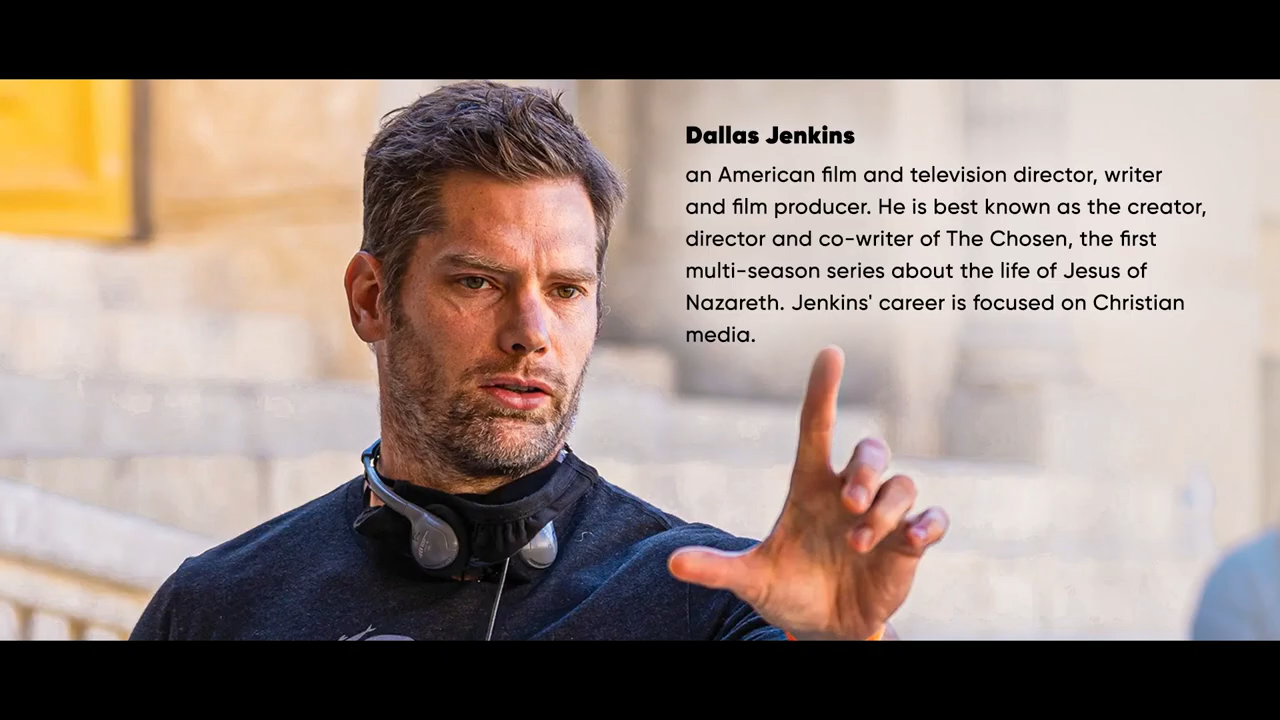 Dallas Jenkins
an American film and television director, writer
and film producer. He is best known as the creator,
director and co-writer of The Chosen, the first
multi-season series about the life of Jesus of
Nazareth. Jenkins' career is focused on Christian
media.